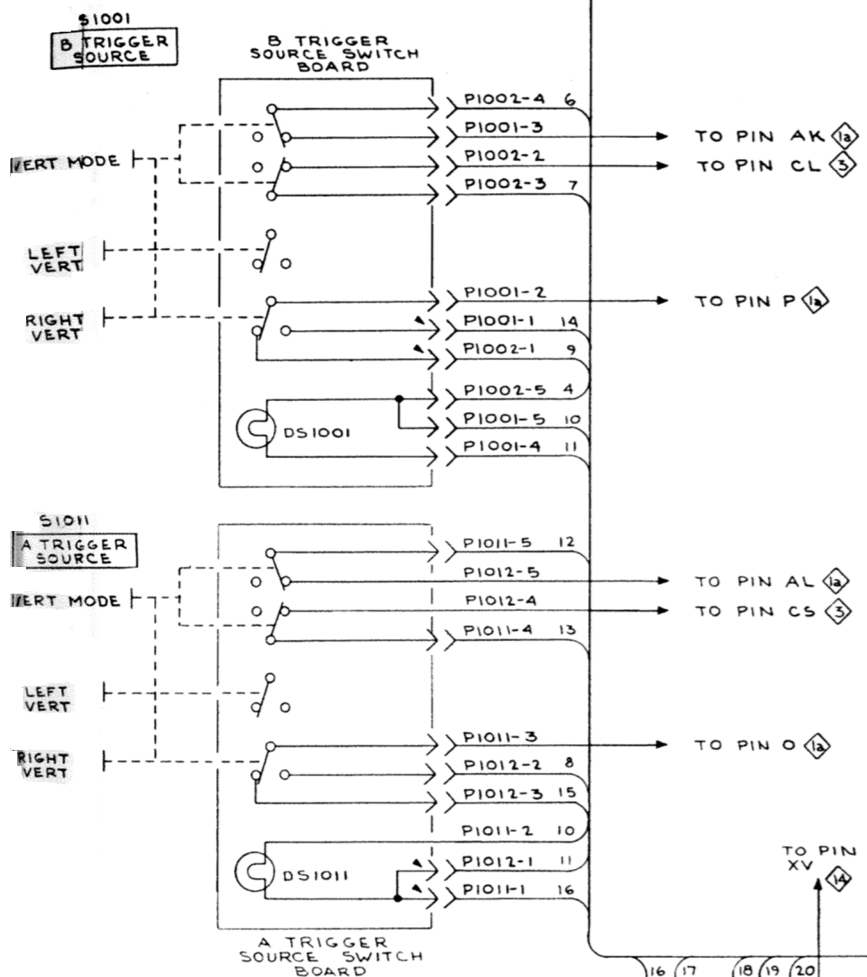 S1001
B TRIGGER
SOURCE
B TRIGGER
SOURCE SWITCH
BOARD
P1002-4 6
P1001-3 TO PIN AK 1a
VERT MODE P1002-2 TO PIN CL 3
P1002-3 7
LEFT
VERT
P1001-2 TO PIN P 1a
RIGHT
VERT
P1001-1 14
P1002-1 9
P1002-5 4
DS1001
P1001-5 10
P1001-4 11
S1011
A TRIGGER
SOURCE
P1011-5 12
P1012-5 TO PIN AL 1a
VERT MODE P1012-4 TO PIN CS 3
P1011-4 13
LEFT
VERT
P1011-3 TO PIN O 1a
RIGHT
VERT
P1012-2 8
P1012-3 15
P1011-2 10
DS1011
P1012-1 11
P1011-1 16
TO PIN
XV 14
A TRIGGER
SOURCE SWITCH
BOARD
16 17 18 19 20